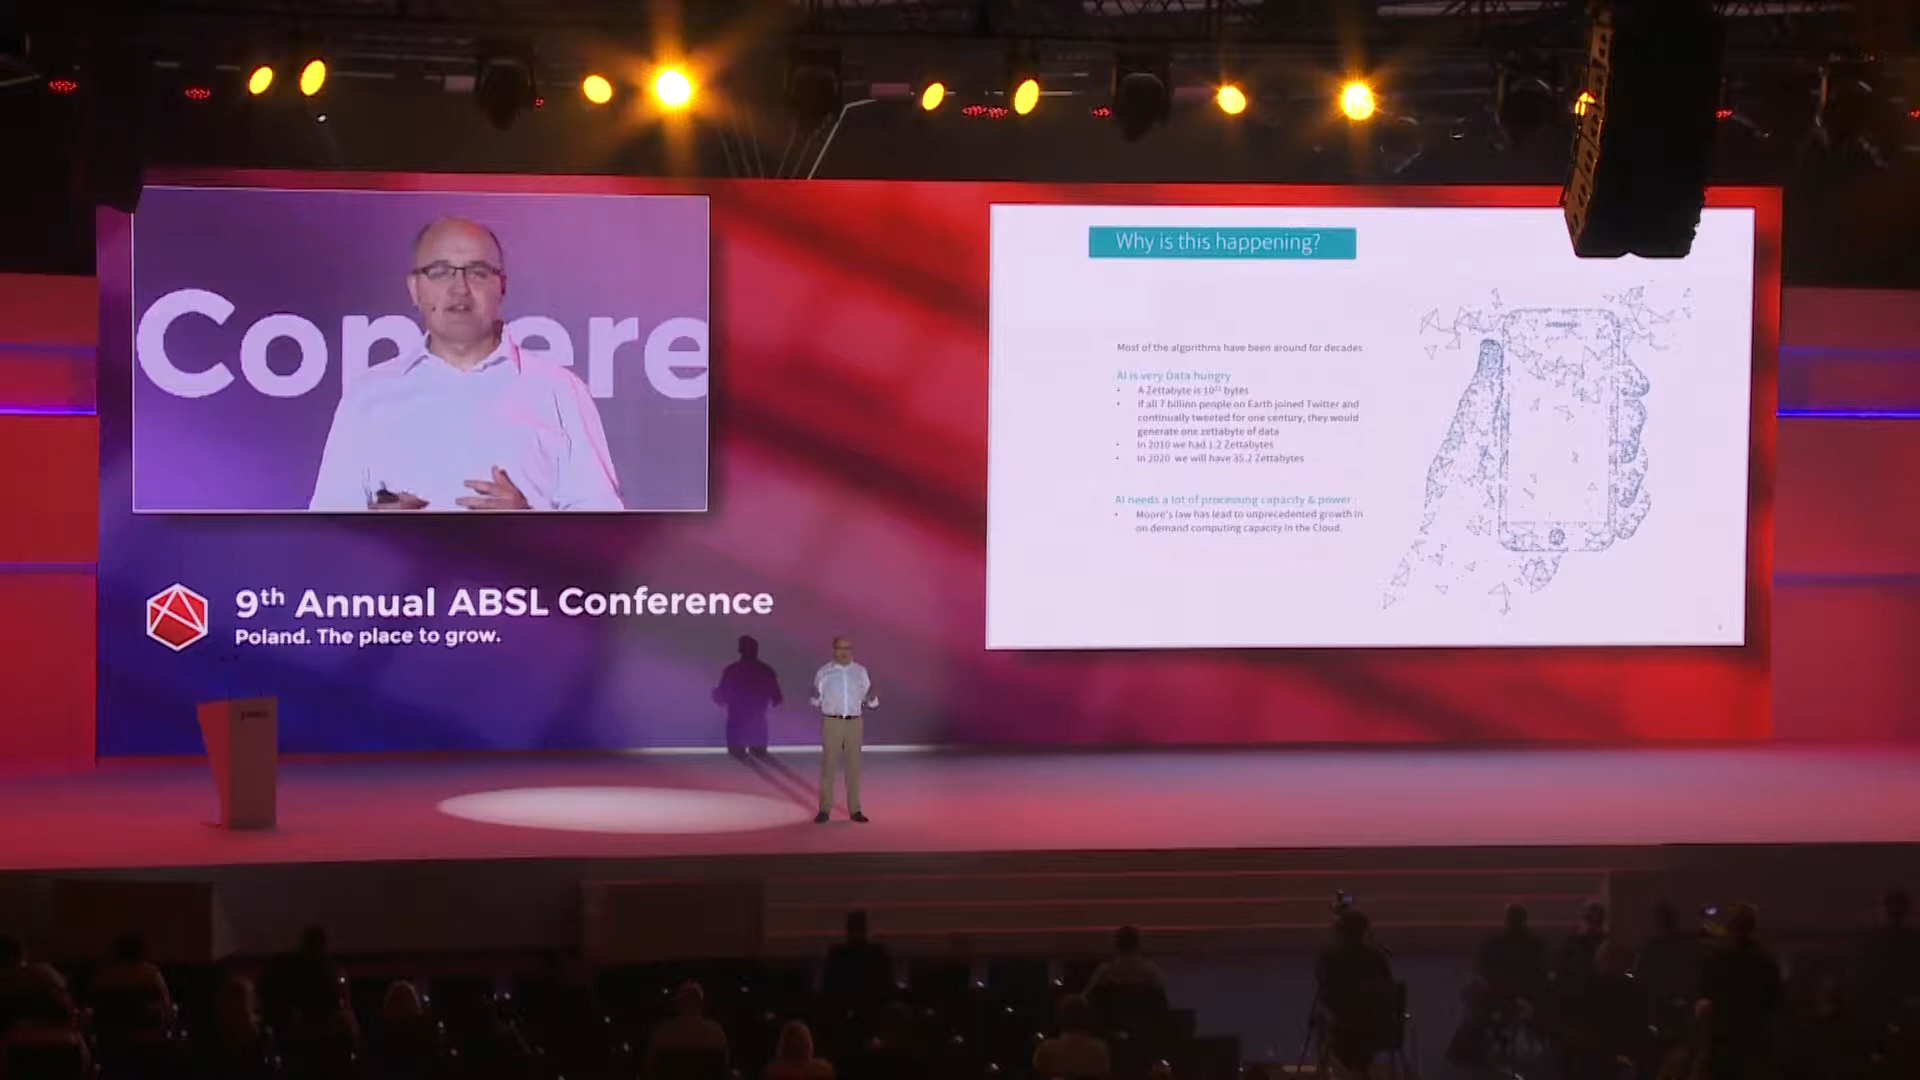 Confere
9th Annual ABSL Conference
Poland. The place to grow.
Why is this happening?
Most of the algorithms have been around for decades
AI is very Data hungry
• A Zettabyte is 10²¹ bytes
• If all 7 billion people on Earth joined Twitter and
continually tweeted for one century, they would
generate one zettabyte of data
• In 2010 we had 1.2 Zettabytes
• In 2020 we will have 35.2 Zettabytes
AI needs a lot of processing capacity & power
• Moore's law has lead to unprecedented growth in
on demand computing capacity in the Cloud.